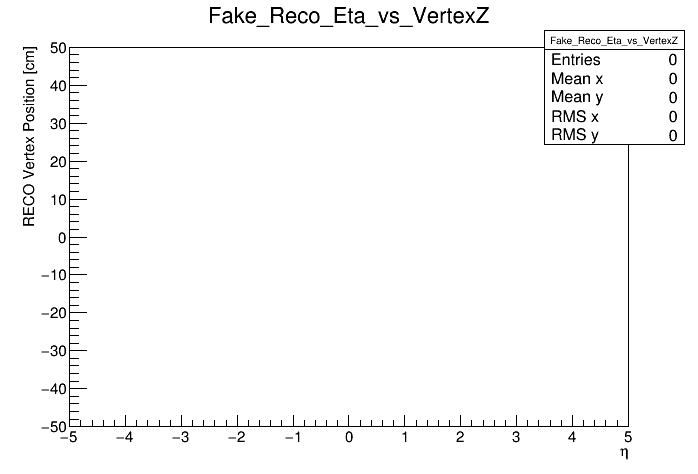 Fake_Reco_Eta_vs_VertexZ
Fake_Reco_Eta_vs_VertexZ
Entries 0
Mean x 0
Mean y 0
RMS x 0
RMS y 0
RECO Vertex Position [cm]
50
40
30
20
10
0
−10
−20
−30
−40
−50
−5 −4 −3 −2 −1 0 1 2 3 4 5
η